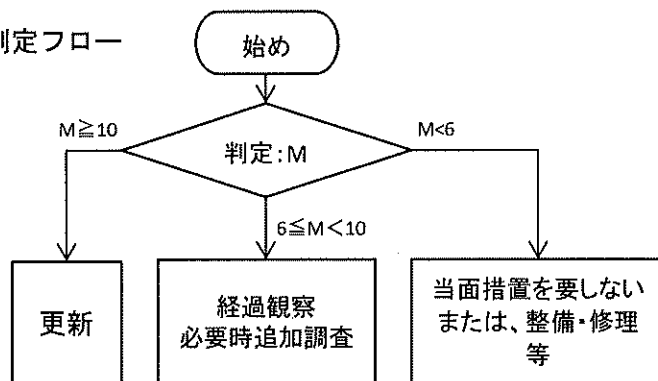 判定フロー
始め
M≧10
判定:M
M<6
6≦M<10
更新
経過観察
必要時追加調査
当面措置を要しない
または、整備・修理
等